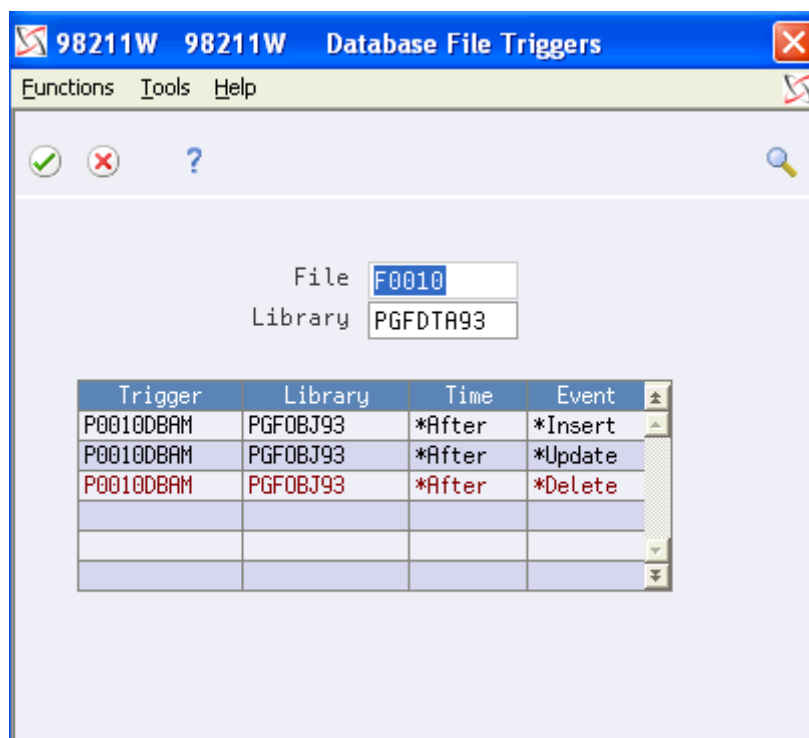 98211W 98211W Database File Triggers
Functions Tools Help
?
File F0010
Library PGFDTA93
Trigger Library Time Event
P0010DBAM PGFOBJ93 *After *Insert
P0010DBAM PGFOBJ93 *After *Update
P0010DBAM PGFOBJ93 *After *Delete